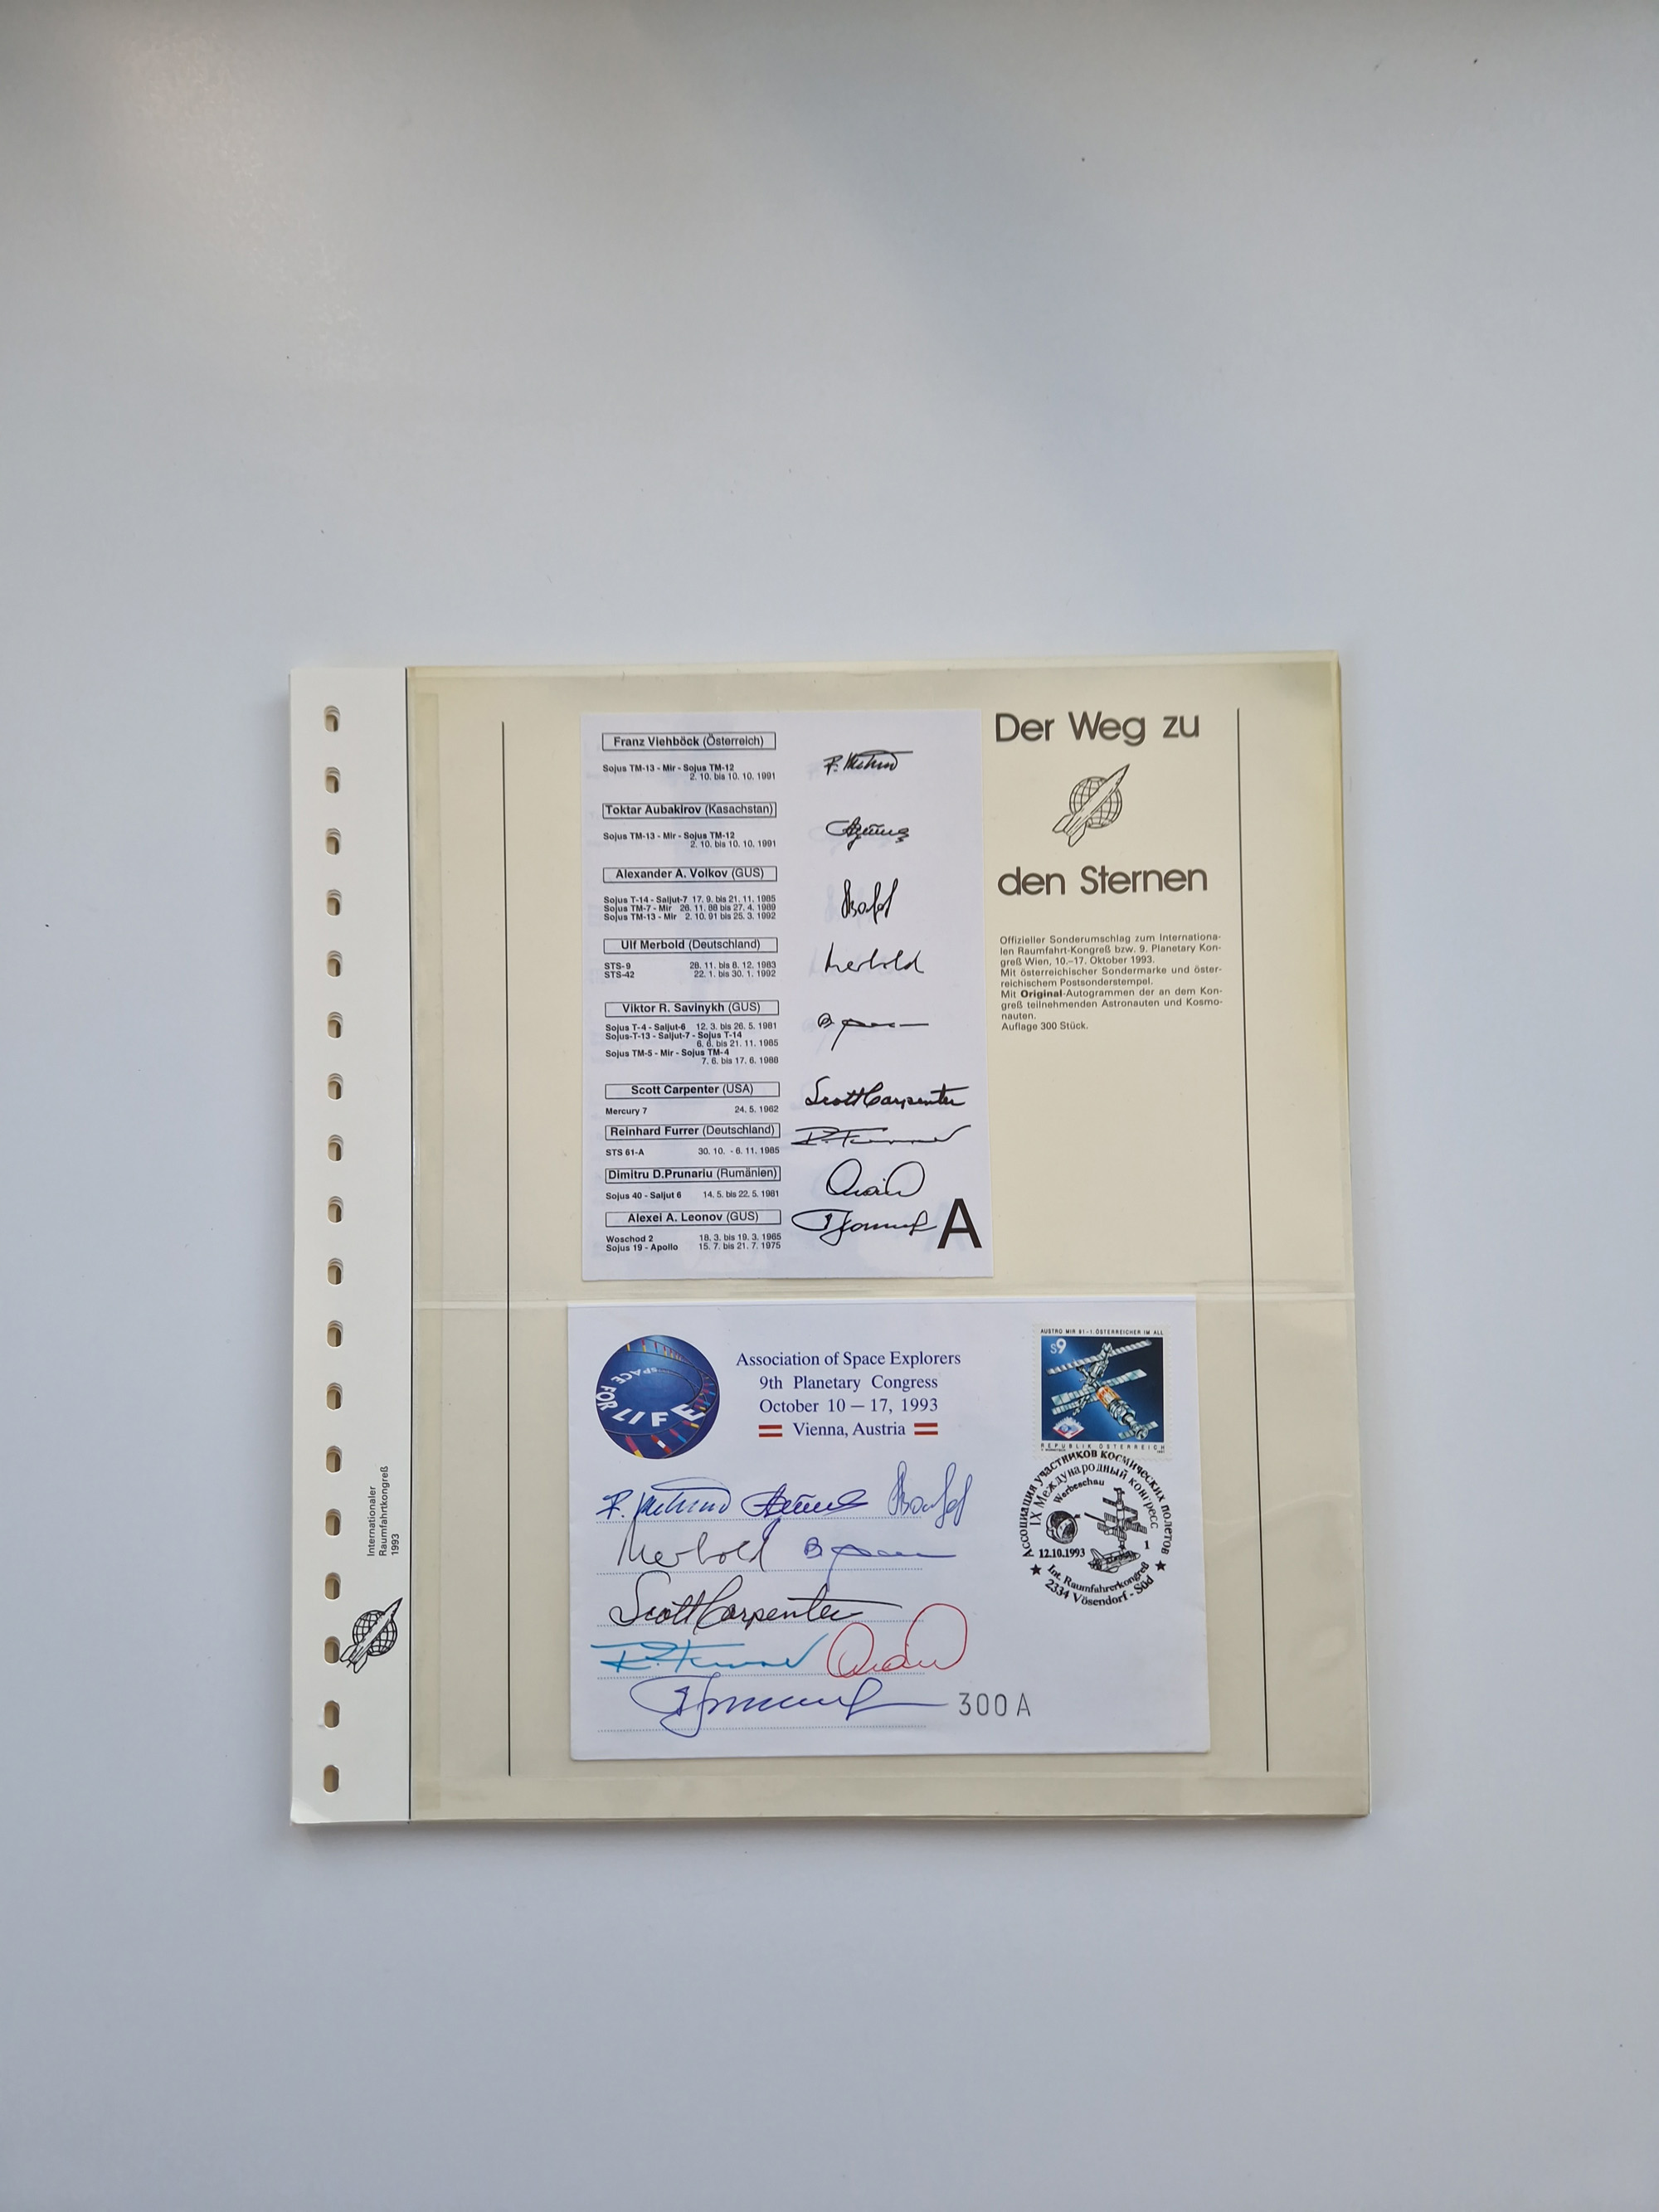 Franz Viehböck (Österreich)
Sojus TM-13 - Mir - Sojus TM-12
2. 10. bis 10. 10. 1991
Toktar Aubakirov (Kasachstan)
Sojus TM-13 - Mir - Sojus TM-12
2. 10. bis 10. 10. 1991
Alexander A. Volkov (GUS)
Sojus T-14 - Saljut-7 17. 9. bis 21. 11. 1985
Sojus TM-7 - Mir 26. 11. 88 bis 27. 4. 1989
Sojus TM-13 - Mir 2. 10. 91 bis 25. 3. 1992
Ulf Merbold (Deutschland)
STS-9 28. 11. bis 8. 12. 1983
STS-42 22. 1. bis 30. 1. 1992
Merbold
Viktor R. Savinykh (GUS)
Sojus T-4 - Saljut-6 12. 3. bis 26. 5. 1981
Sojus-T-13 - Saljut-7 - Sojus T-14
6. 6. bis 21. 11. 1985
Sojus TM-5 - Mir - Sojus TM-4
7. 6. bis 17. 6. 1988
Scott Carpenter (USA)
Mercury 7 24. 5. 1962
Scott Carpenter
Reinhard Furrer (Deutschland)
STS 61-A 30. 10. - 6. 11. 1985
R. Furrer
Dimitru D.Prunariu (Rumänien)
Sojus 40 - Saljut 6 14. 5. bis 22. 5. 1981
Alexei A. Leonov (GUS)
Woschod 2 18. 3. bis 19. 3. 1965
Sojus 19 - Apollo 15. 7. bis 21. 7. 1975
A
Der Weg zu
den Sternen
Offizieller Sonderumschlag zum Internationa-
len Raumfahrt-Kongreß bzw. 9. Planetary Kon-
greß Wien, 10.–17. Oktober 1993.
Mit österreichischer Sondermarke und öster-
reichischem Postsonderstempel.
Mit Original-Autogrammen der an dem Kon-
greß teilnehmenden Astronauten und Kosmo-
nauten.
Auflage 300 Stück.
Internationaler
Raumfahrtkongreß
1993
SPACE
FOR LIFE
Association of Space Explorers
9th Planetary Congress
October 10 — 17, 1993
Vienna, Austria
AUSTRO MIR 91-1.ÖSTERREICHER IM ALL
S9
REPUBLIK ÖSTERREICH
Ассоциация участников космических полетов
IX Международный конгресс
Werbeschau
12.10.1993
1
Int. Raumfahrerkongreß
2334 Vösendorf - Süd
Merbold
Scott Carpenter
R. Furrer
300 A